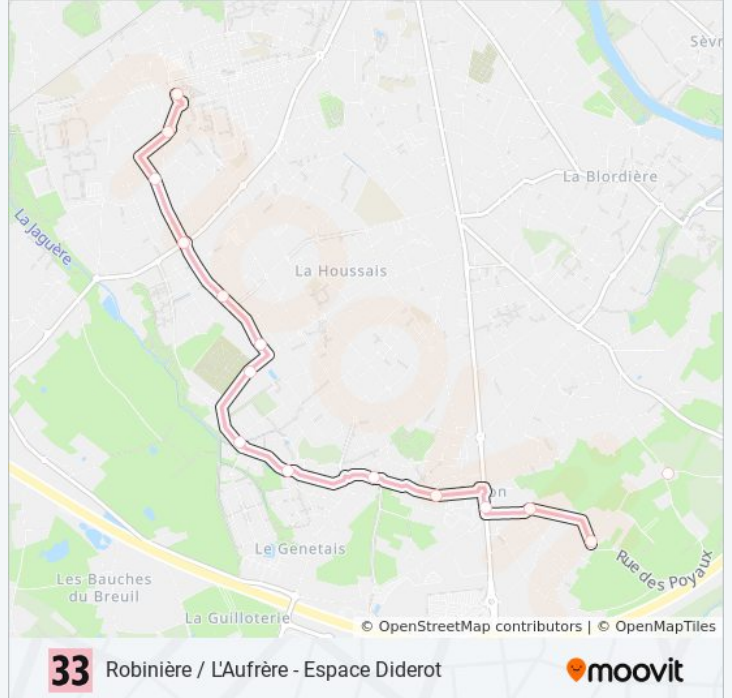 Sèvr
La Blordière
La Jaguère
La Houssais
on
Le Genetais
Rue des Poyaux
Les Bauches
du Breuil
La Guilloterie
© OpenStreetMap contributors | © OpenMapTiles
33 Robinière / L'Aufrère - Espace Diderot moovit